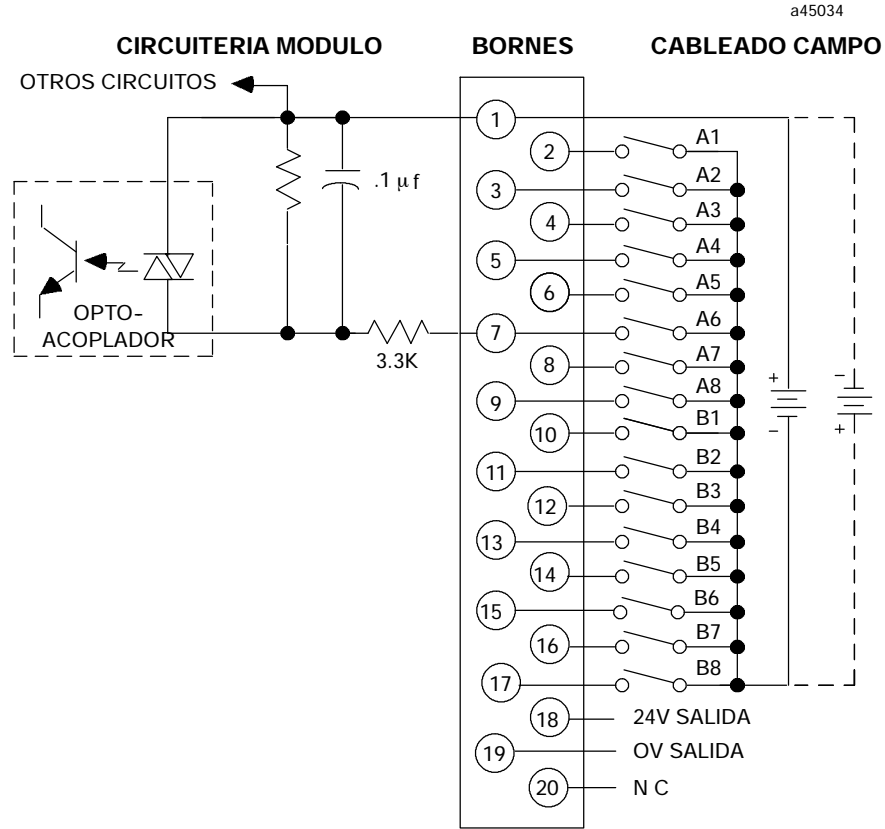 a45034
CIRCUITERIA MODULO BORNES CABLEADO CAMPO
OTROS CIRCUITOS
1
2 A1
.1 µf 3 A2
4 A3
5 A4
6 A5
OPTO-
ACOPLADOR
7 A6
3.3K
8 A7
9 A8
+ −
10 B1
− +
11 B2
12 B3
13 B4
14 B5
15 B6
16 B7
17 B8
18 24V SALIDA
19 OV SALIDA
20 N C